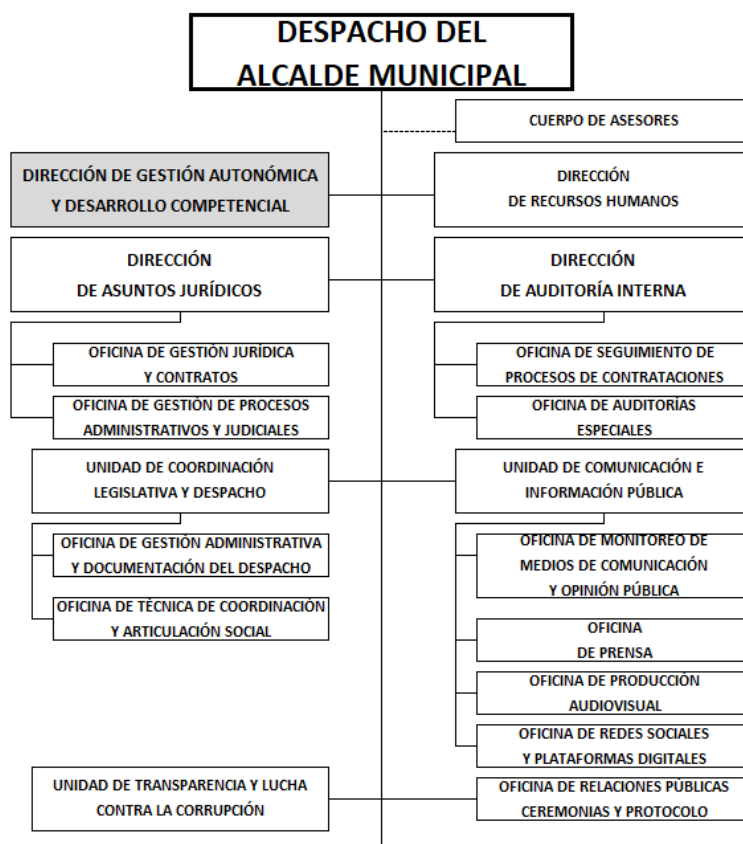 DESPACHO DEL
ALCALDE MUNICIPAL
CUERPO DE ASESORES
DIRECCIÓN DE GESTIÓN AUTONÓMICA
Y DESARROLLO COMPETENCIAL
DIRECCIÓN
DE RECURSOS HUMANOS
DIRECCIÓN
DE ASUNTOS JURÍDICOS
DIRECCIÓN
DE AUDITORÍA INTERNA
OFICINA DE GESTIÓN JURÍDICA
Y CONTRATOS
OFICINA DE SEGUIMIENTO DE
PROCESOS DE CONTRATACIONES
OFICINA DE GESTIÓN DE PROCESOS
ADMINISTRATIVOS Y JUDICIALES
OFICINA DE AUDITORÍAS
ESPECIALES
UNIDAD DE COORDINACIÓN
LEGISLATIVA Y DESPACHO
UNIDAD DE COMUNICACIÓN E
INFORMACIÓN PÚBLICA
OFICINA DE GESTIÓN ADMINISTRATIVA
Y DOCUMENTACIÓN DEL DESPACHO
OFICINA DE MONITOREO DE
MEDIOS DE COMUNICACIÓN
Y OPINIÓN PÚBLICA
OFICINA DE TÉCNICA DE COORDINACIÓN
Y ARTICULACIÓN SOCIAL
OFICINA
DE PRENSA
OFICINA DE PRODUCCIÓN
AUDIOVISUAL
OFICINA DE REDES SOCIALES
Y PLATAFORMAS DIGITALES
UNIDAD DE TRANSPARENCIA Y LUCHA
CONTRA LA CORRUPCIÓN
OFICINA DE RELACIONES PÚBLICAS
CEREMONIAS Y PROTOCOLO